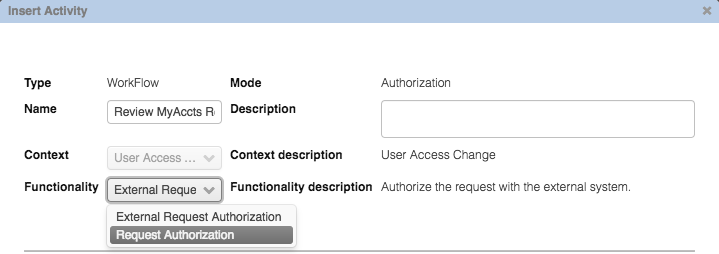 Insert Activity ×
Type WorkFlow Mode Authorization
Name Review MyAccts R Description
Context User Access ... Context description User Access Change
Functionality External Reque Functionality description Authorize the request with the external system.
External Request Authorization
Request Authorization